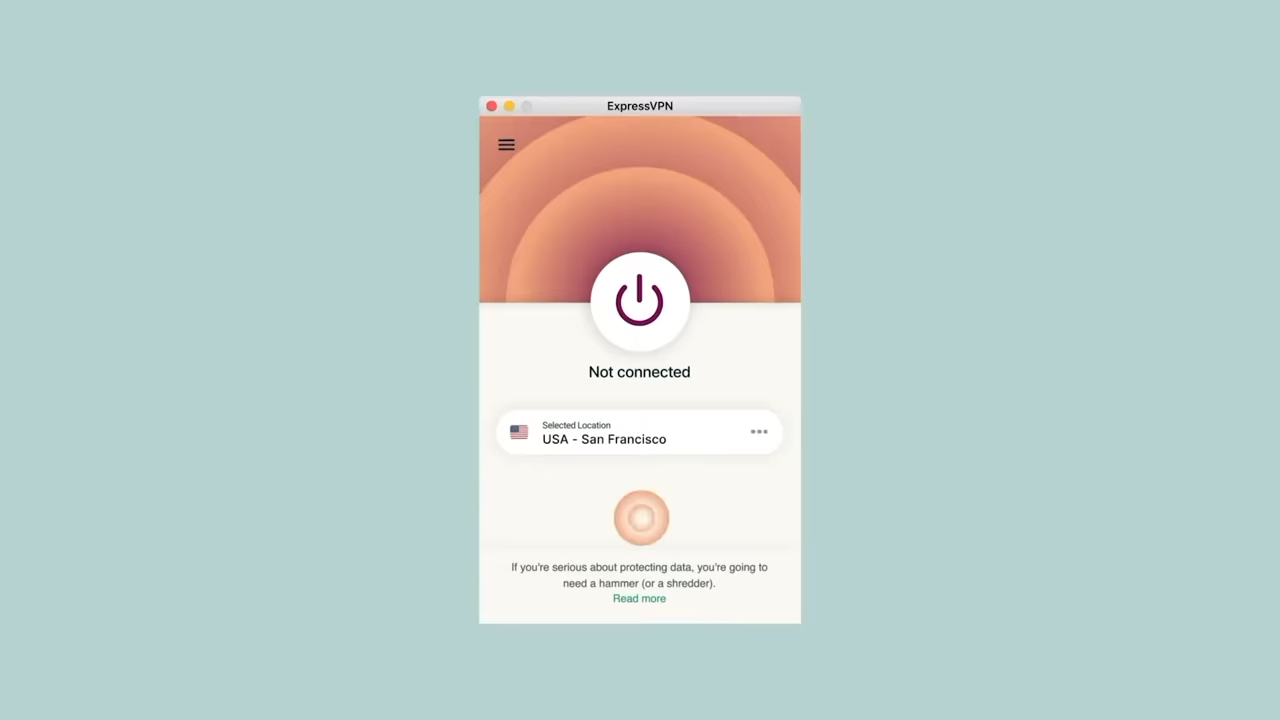 ExpressVPN
Not connected
Selected Location
USA - San Francisco
If you're serious about protecting data, you're going to
need a hammer (or a shredder).
Read more